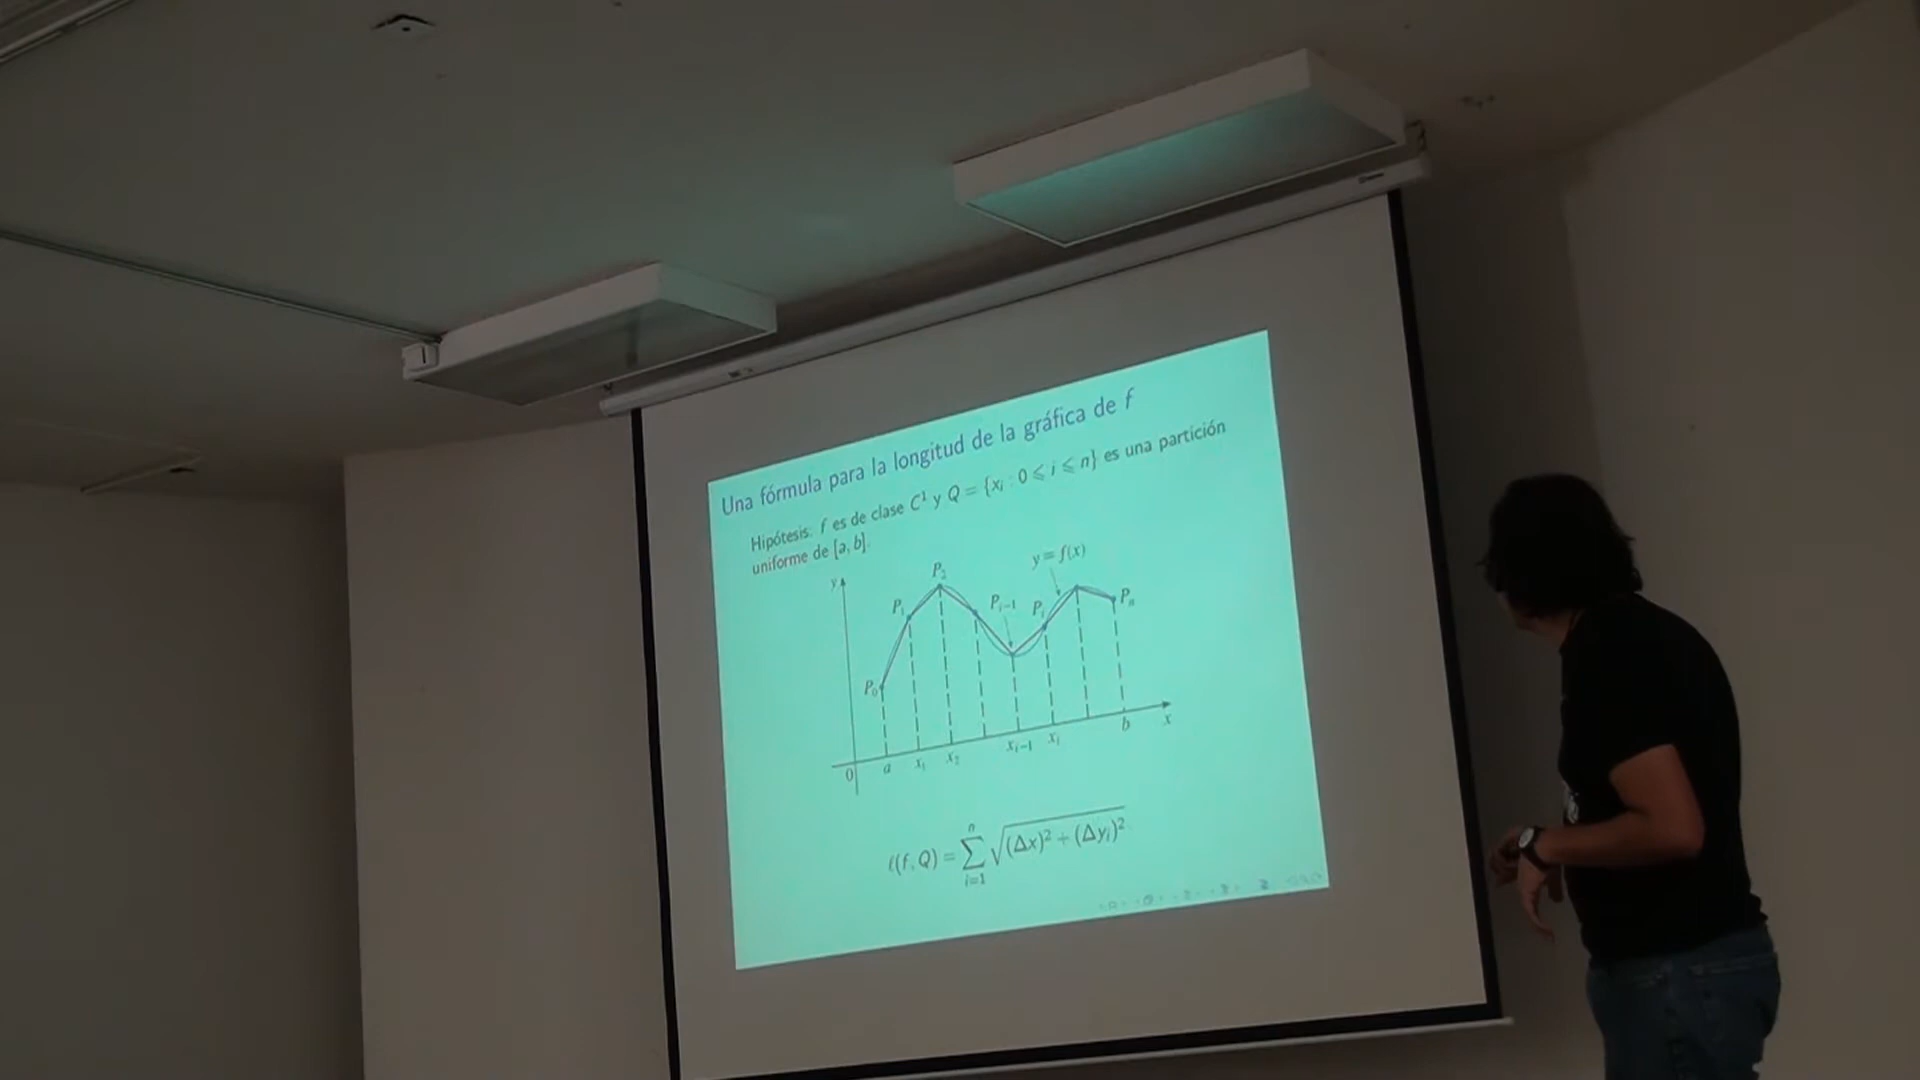 Una fórmula para la longitud de la gráfica de f
Hipótesis: f es de clase C¹ y Q = {xᵢ : 0 ⩽ i ⩽ n} es una partición
uniforme de [a, b].
y
P₂
y = f(x)
P₁
Pᵢ₋₁
Pᵢ
Pₙ
P₀
0
a
x₁
x₂
xᵢ₋₁
xᵢ
b
x
ℓ(f, Q) = ∑ⁿᵢ₌₁ √(Δx)² + (Δyᵢ)²